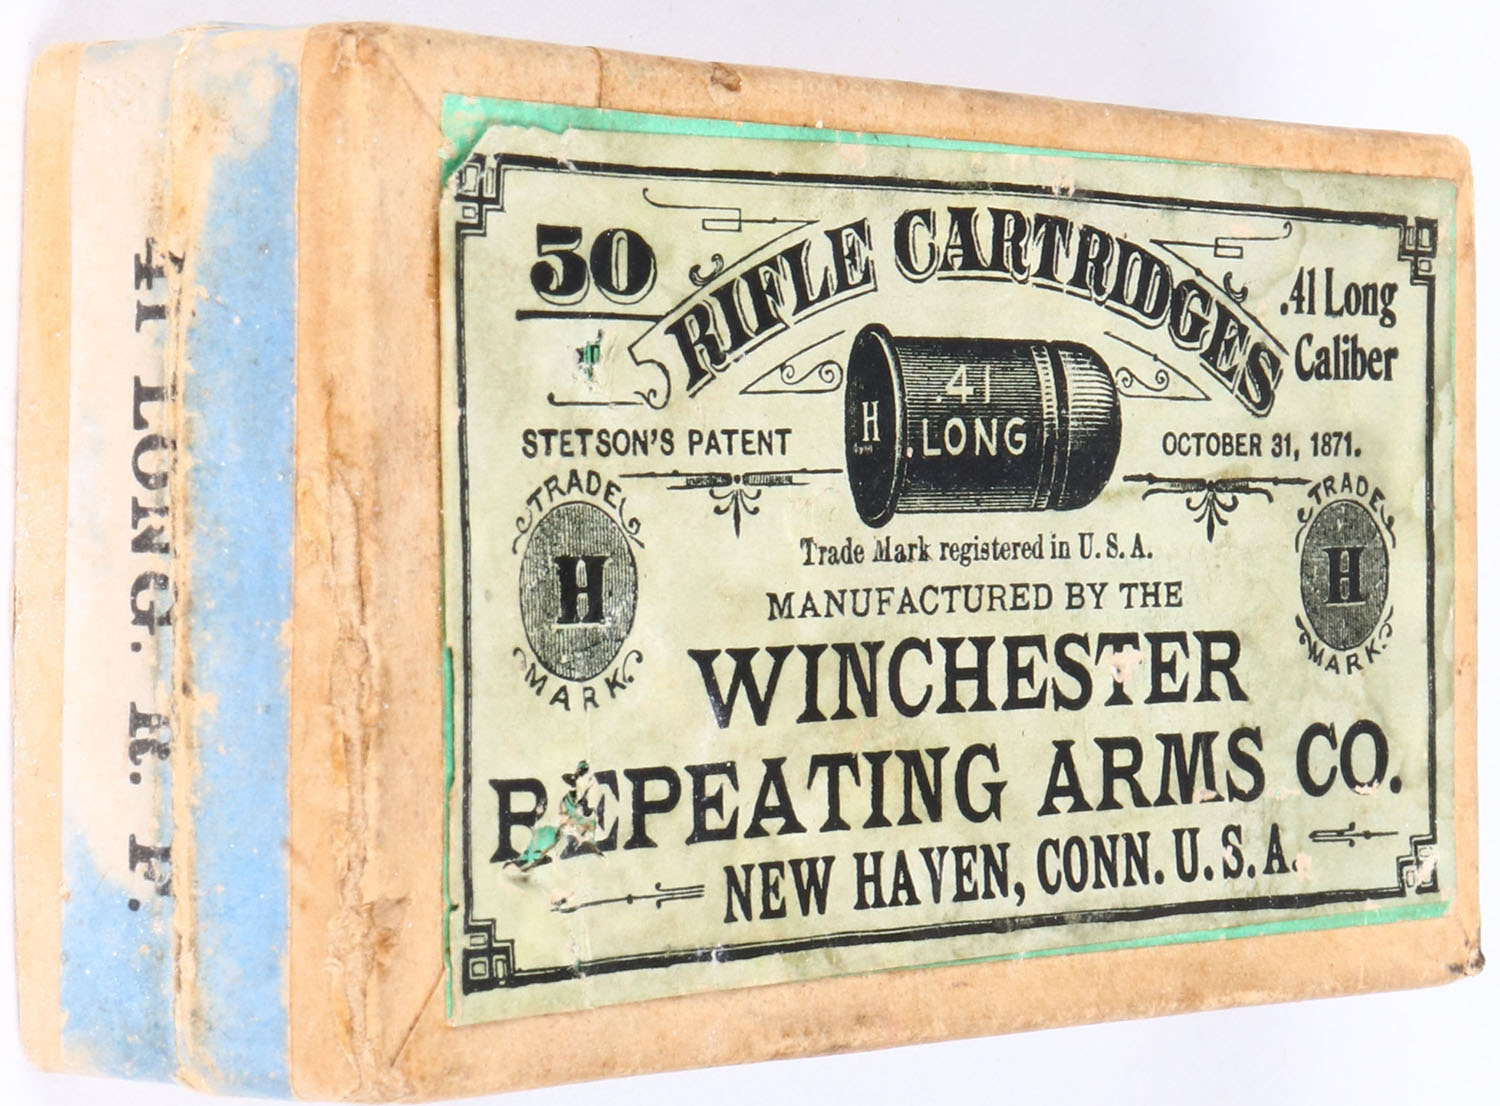 50
RIFLE CARTRIDGES
.41 Long
Caliber
H
.41
LONG
STETSON'S PATENT
OCTOBER 31, 1871.
TRADE
H
MARK.
TRADE
H
MARK.
Trade Mark registered in U.S.A.
MANUFACTURED BY THE
WINCHESTER
REPEATING ARMS CO.
NEW HAVEN, CONN. U.S.A.
41 LONG. R. F.